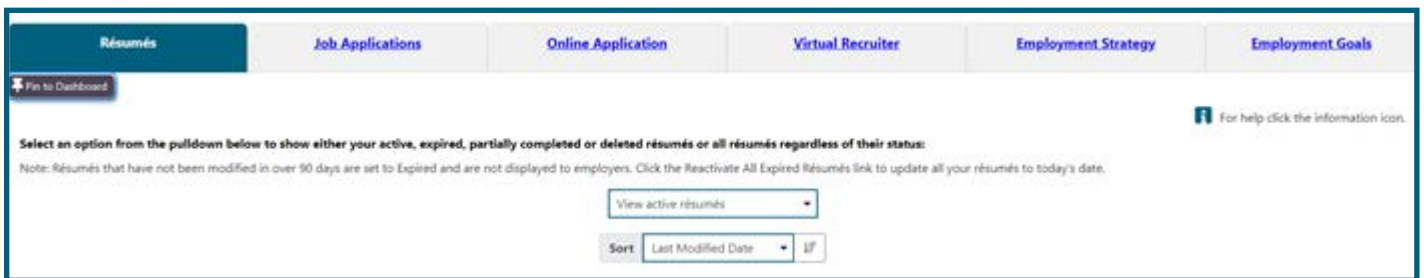 Résumés Job Applications Online Application Virtual Recruiter Employment Strategy Employment Goals
Pin to Dashboard
For help click the information icon.
Select an option from the pulldown below to show either your active, expired, partially completed or deleted résumés or all résumés regardless of their status:
Note: Résumés that have not been modified in over 90 days are set to Expired and are not displayed to employers. Click the Reactivate All Expired Résumés link to update all your résumés to today's date.
View active résumés
Sort Last Modified Date